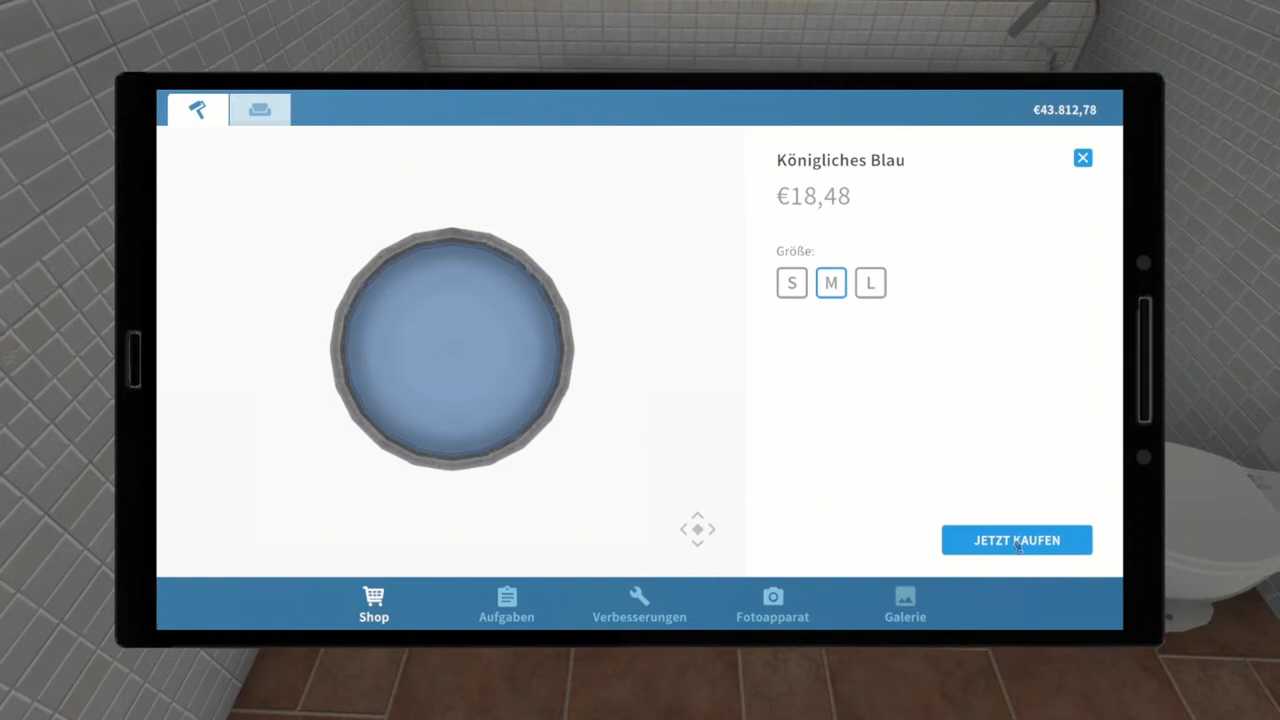 €43.812,78
Königliches Blau
€18,48
Größe:
S M L
JETZT KAUFEN
Shop Aufgaben Verbesserungen Fotoapparat Galerie